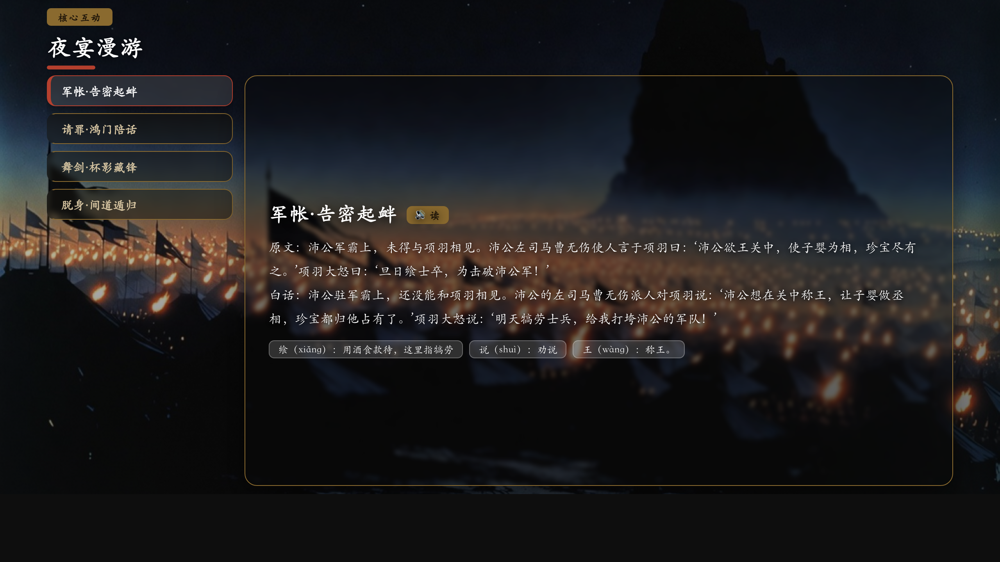 核心互动
夜宴漫游
军帐·告密起衅
请罪·鸿门陪话
舞剑·杯影藏锋
脱身·间道遁归
军帐·告密起衅
读
原文：沛公军霸上，未得与项羽相见。沛公左司马曹无伤使人言于项羽曰：‘沛公欲王关中，使子婴为相，珍宝尽有
之。’项羽大怒曰：‘旦日飨士卒，为击破沛公军！’
白话：沛公驻军霸上，还没能和项羽相见。沛公的左司马曹无伤派人对项羽说：‘沛公想在关中称王，让子婴做丞
相，珍宝都归他占有了。’项羽大怒说：‘明天犒劳士兵，给我打垮沛公的军队！’
飨（xiǎng）：用酒食款待，这里指犒劳
说（shuì）：劝说
王（wàng）：称王。